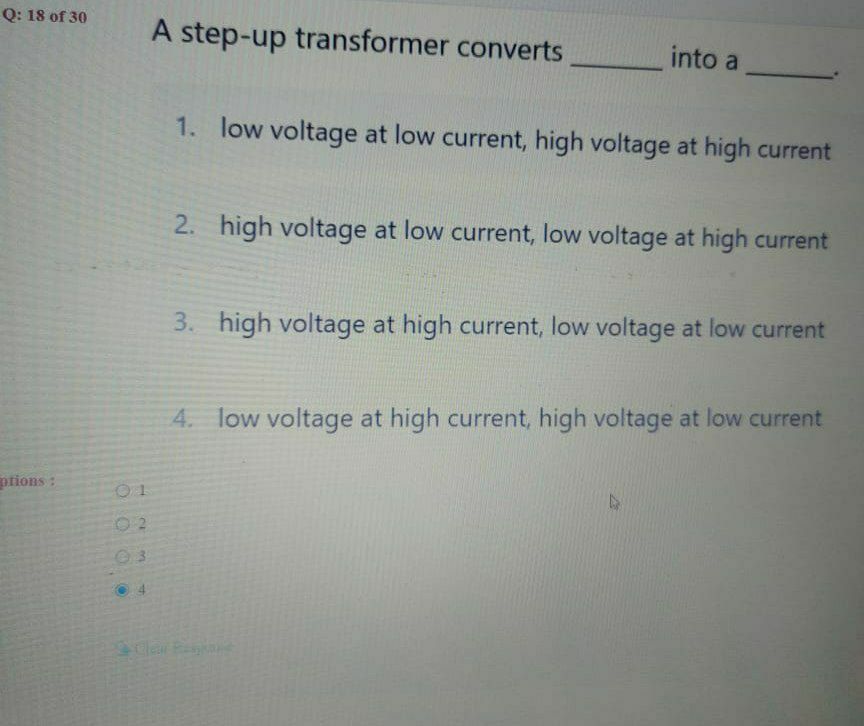 Q: 18 of 30
A step-up transformer converts ______ into a ______.
1. low voltage at low current, high voltage at high current
2. high voltage at low current, low voltage at high current
3. high voltage at high current, low voltage at low current
4. low voltage at high current, high voltage at low current
ptions :
1
2
3
4
Clear Response